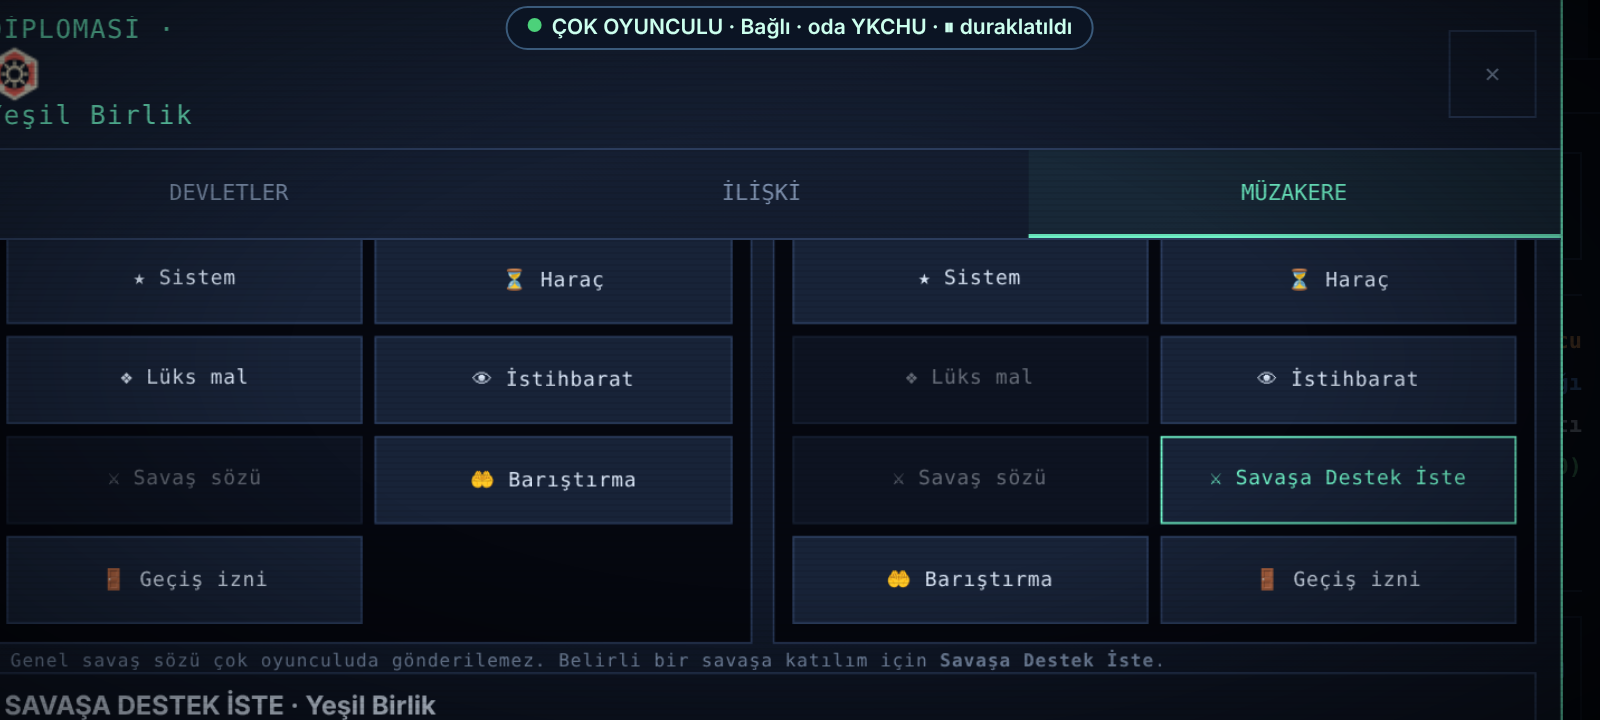 DİPLOMASİ ·
ÇOK OYUNCULU · Bağlı · oda YKCHU · ⏸ duraklatıldı
×
Yeşil Birlik
DEVLETLER
İLİŞKİ
MÜZAKERE
★ Sistem
⏳ Haraç
★ Sistem
⏳ Haraç
❖ Lüks mal
👁 İstihbarat
❖ Lüks mal
👁 İstihbarat
⚔ Savaş sözü
🤲 Barıştırma
⚔ Savaş sözü
⚔ Savaşa Destek İste
🚪 Geçiş izni
🤲 Barıştırma
🚪 Geçiş izni
Genel savaş sözü çok oyunculuda gönderilemez. Belirli bir savaşa katılım için Savaşa Destek İste.
SAVAŞA DESTEK İSTE · Yeşil Birlik